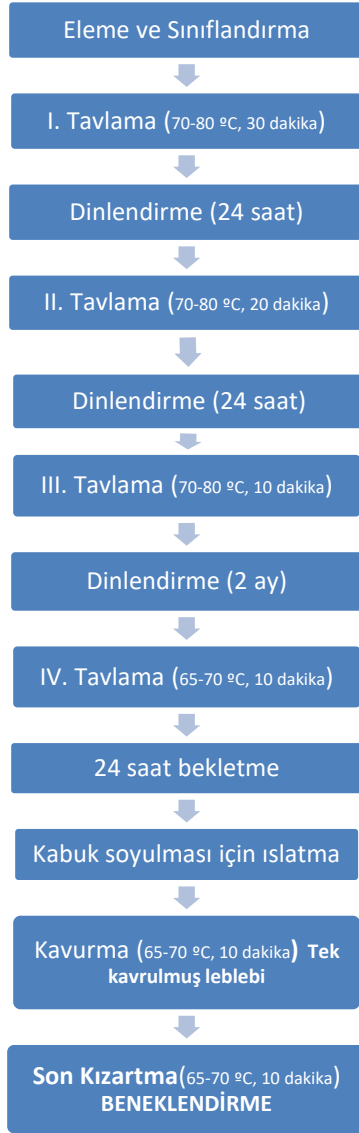 Eleme ve Sınıflandırma
I. Tavlama (70-80 ºC, 30 dakika)
Dinlendirme (24 saat)
II. Tavlama (70-80 ºC, 20 dakika)
Dinlendirme (24 saat)
III. Tavlama (70-80 ºC, 10 dakika)
Dinlendirme (2 ay)
IV. Tavlama (65-70 ºC, 10 dakika)
24 saat bekletme
Kabuk soyulması için ıslatma
Kavurma (65-70 ºC, 10 dakika) Tek
kavrulmuş leblebi
Son Kızartma(65-70 ºC, 10 dakika)
BENEKLENDİRME